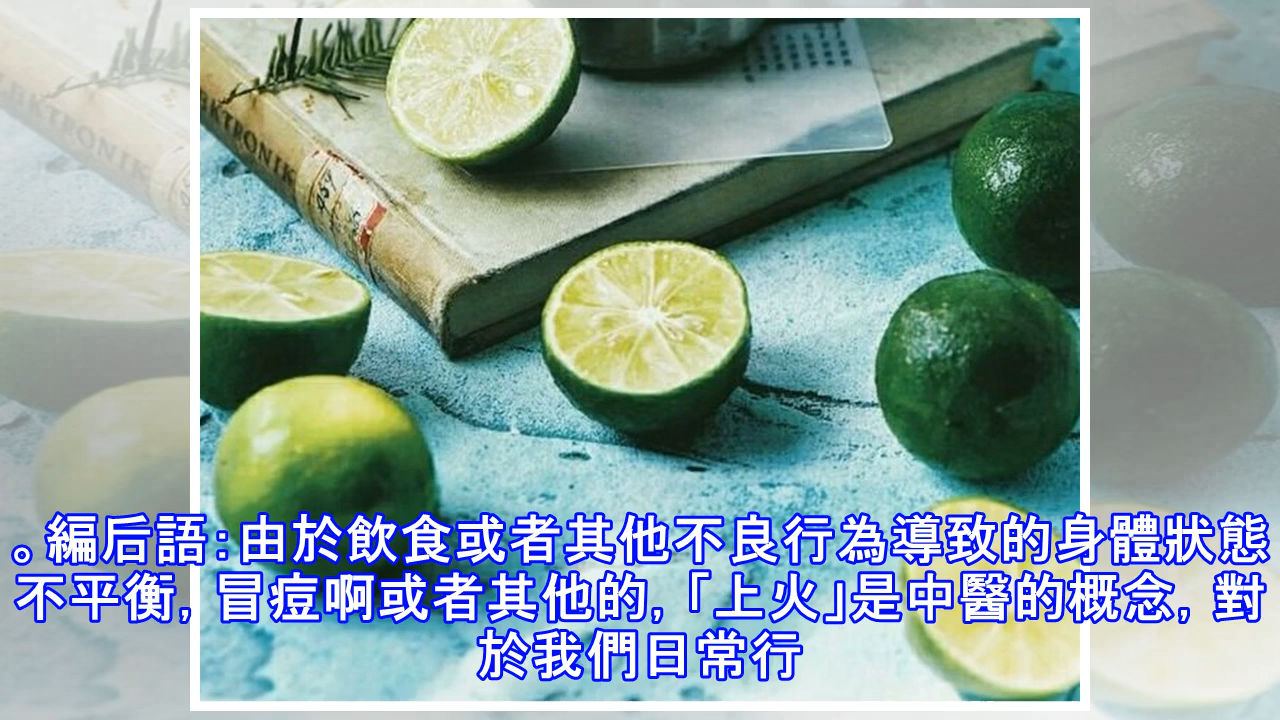 EKTRONIK
。編后語：由於飲食或者其他不良行為導致的身體狀態
不平衡，冒痘啊或者其他的，「上火」是中醫的概念，對
於我們日常行